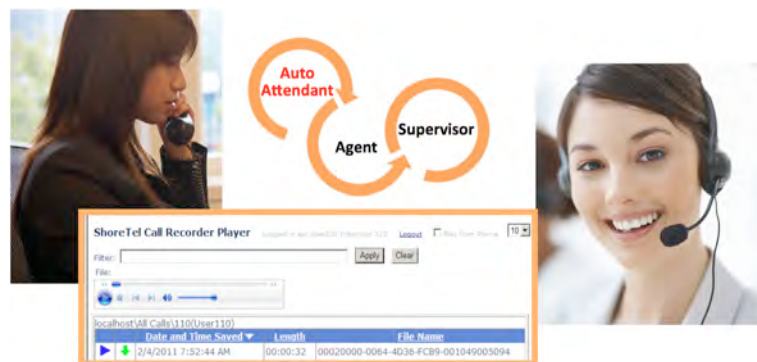 Auto
Attendant
Agent
Supervisor
ShoreTel Call Recorder Player
Logout
10
Filter:
Apply
Clear
File:
localhost\All Calls\110(User110)
Date and Time Saved
Length
File Name
2/4/2011 7:52:44 AM
00:00:32
00020000-0064-4D36-FCB9-001049005094